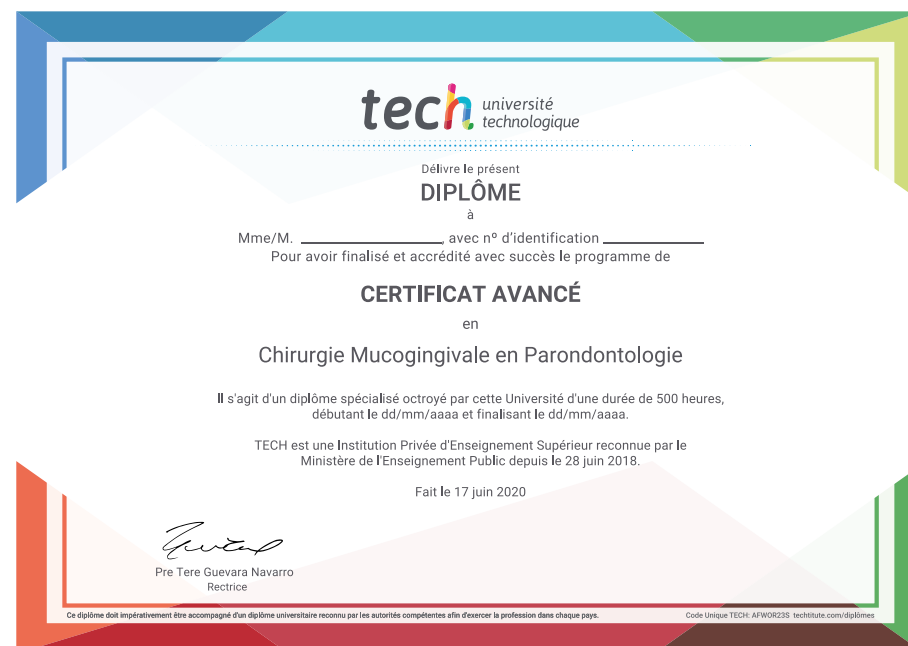 tech université
technologique
Délivre le présent
DIPLÔME
à
Mme/M. ____________________, avec nº d'identification ______________
Pour avoir finalisé et accrédité avec succès le programme de
CERTIFICAT AVANCÉ
en
Chirurgie Mucogingivale en Parondontologie
Il s'agit d'un diplôme spécialisé octroyé par cette Université d'une durée de 500 heures,
débutant le dd/mm/aaaa et finalisant le dd/mm/aaaa.
TECH est une Institution Privée d'Enseignement Supérieur reconnue par le
Ministère de l'Enseignement Public depuis le 28 juin 2018.
Fait le 17 juin 2020
Pre Tere Guevara Navarro
Rectrice
Ce diplôme doit impérativement être accompagné d'un diplôme universitaire reconnu par les autorités compétentes afin d'exercer la profession dans chaque pays.
Code Unique TECH: AFWOR23S techtitute.com/diplômes